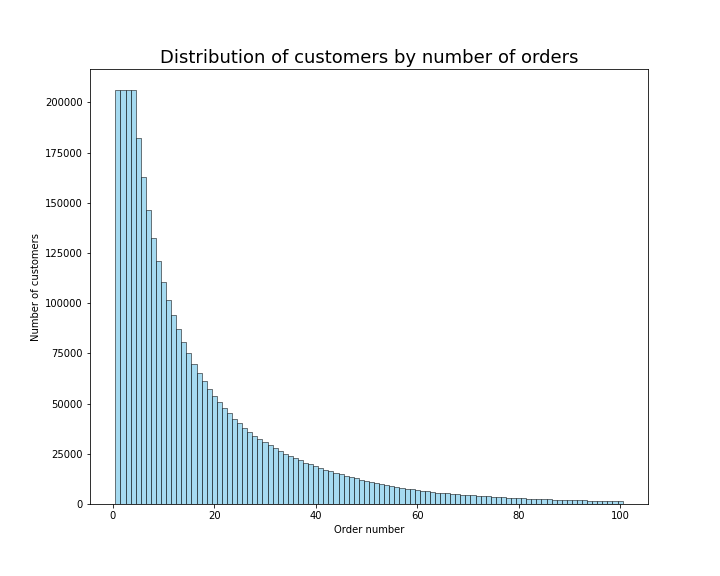 Distribution of customers by number of orders
200000
175000
150000
125000
100000
75000
50000
25000
0
Number of customers
0 20 40 60 80 100
Order number